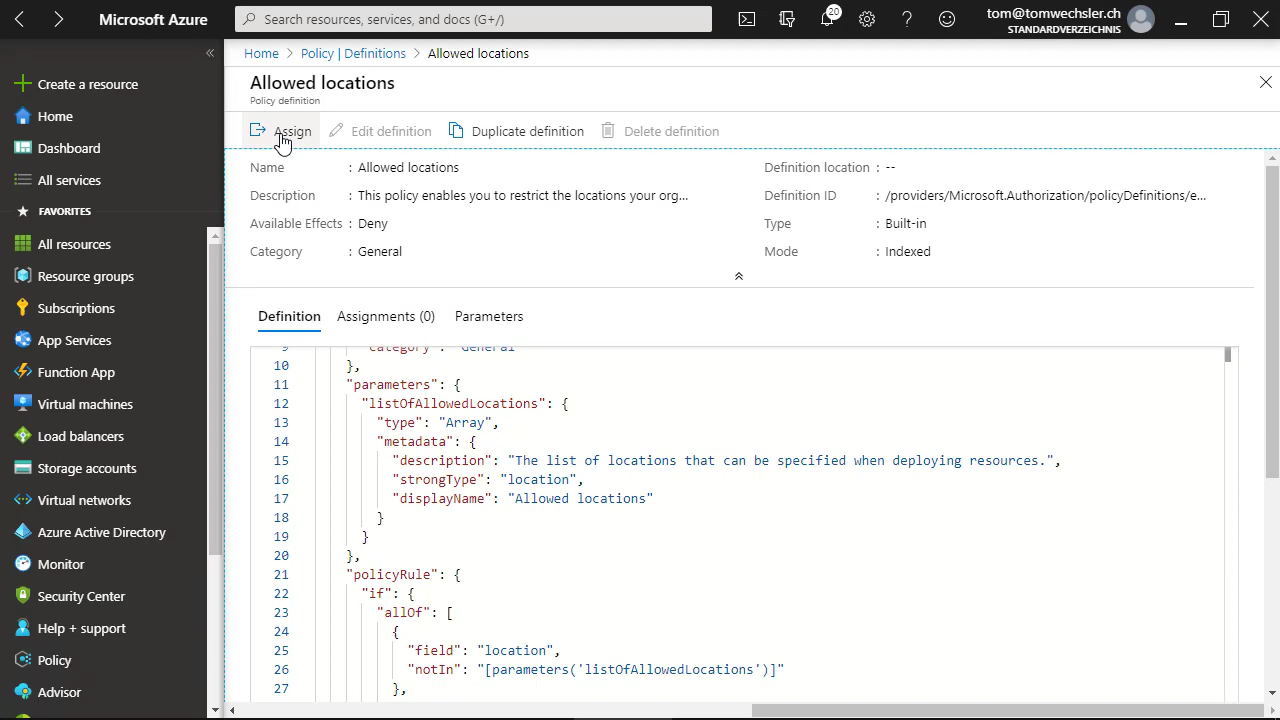 Microsoft Azure
Search resources, services, and docs (G+/)
20
tom@tomwechsler.ch
STANDARDVERZEICHNIS
Create a resource
Home
Dashboard
All services
FAVORITES
All resources
Resource groups
Subscriptions
App Services
Function App
Virtual machines
Load balancers
Storage accounts
Virtual networks
Azure Active Directory
Monitor
Security Center
Help + support
Policy
Advisor
Home > Policy | Definitions > Allowed locations
Allowed locations
Policy definition
Assign Edit definition Duplicate definition Delete definition
Name : Allowed locations
Description : This policy enables you to restrict the locations your org...
Available Effects : Deny
Category : General
Definition location : --
Definition ID : /providers/Microsoft.Authorization/policyDefinitions/e...
Type : Built-in
Mode : Indexed
Definition Assignments (0) Parameters
9 "category" "General"
10 },
11 "parameters": {
12 "listOfAllowedLocations": {
13 "type": "Array",
14 "metadata": {
15 "description": "The list of locations that can be specified when deploying resources.",
16 "strongType": "location",
17 "displayName": "Allowed locations"
18 }
19 }
20 },
21 "policyRule": {
22 "if": {
23 "allOf": [
24 {
25 "field": "location",
26 "notIn": "[parameters('listOfAllowedLocations')]"
27 },